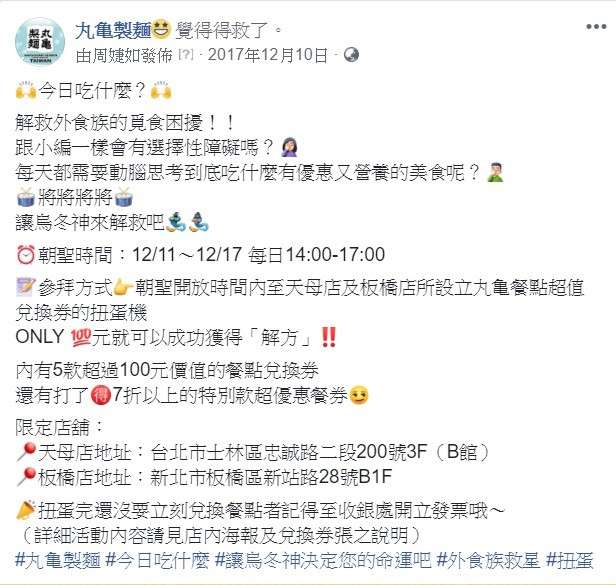 丸亀製麺😄 覺得得救了。
由周婕如發佈 [?] · 2017年12月10日 ·
丸亀
製麺
TAIWAN
🙌今日吃什麼？🙌
解救外食族的覓食困擾！！
跟小編一樣會有選擇性障礙嗎？🤦‍♀️
每天都需要動腦思考到底吃什麼有優惠又營養的美食呢？🤦‍♂️
🥁將將將將🥁
讓烏冬神來解救吧🧞‍♂️🧞‍♂️
⏰朝聖時間：12/11～12/17 每日14:00-17:00
📝參拜方式👉朝聖開放時間內至天母店及板橋店所設立丸亀餐點超值
兌換券的扭蛋機
ONLY 💯元就可以成功獲得「解方」‼️
內有5款超過100元價值的餐點兌換券
還有打了🉐7折以上的特別款超優惠餐券😏
限定店舖：
📍天母店地址：台北市士林區忠誠路二段200號3F（B館）
📍板橋店地址：新北市板橋區新站路28號B1F
🎉扭蛋完還沒要立刻兌換餐點者記得至收銀處開立發票哦～
（詳細活動內容請見店內海報及兌換券張之說明）
#丸亀製麵 #今日吃什麼 #讓烏冬神決定您的命運吧 #外食族救星 #扭蛋